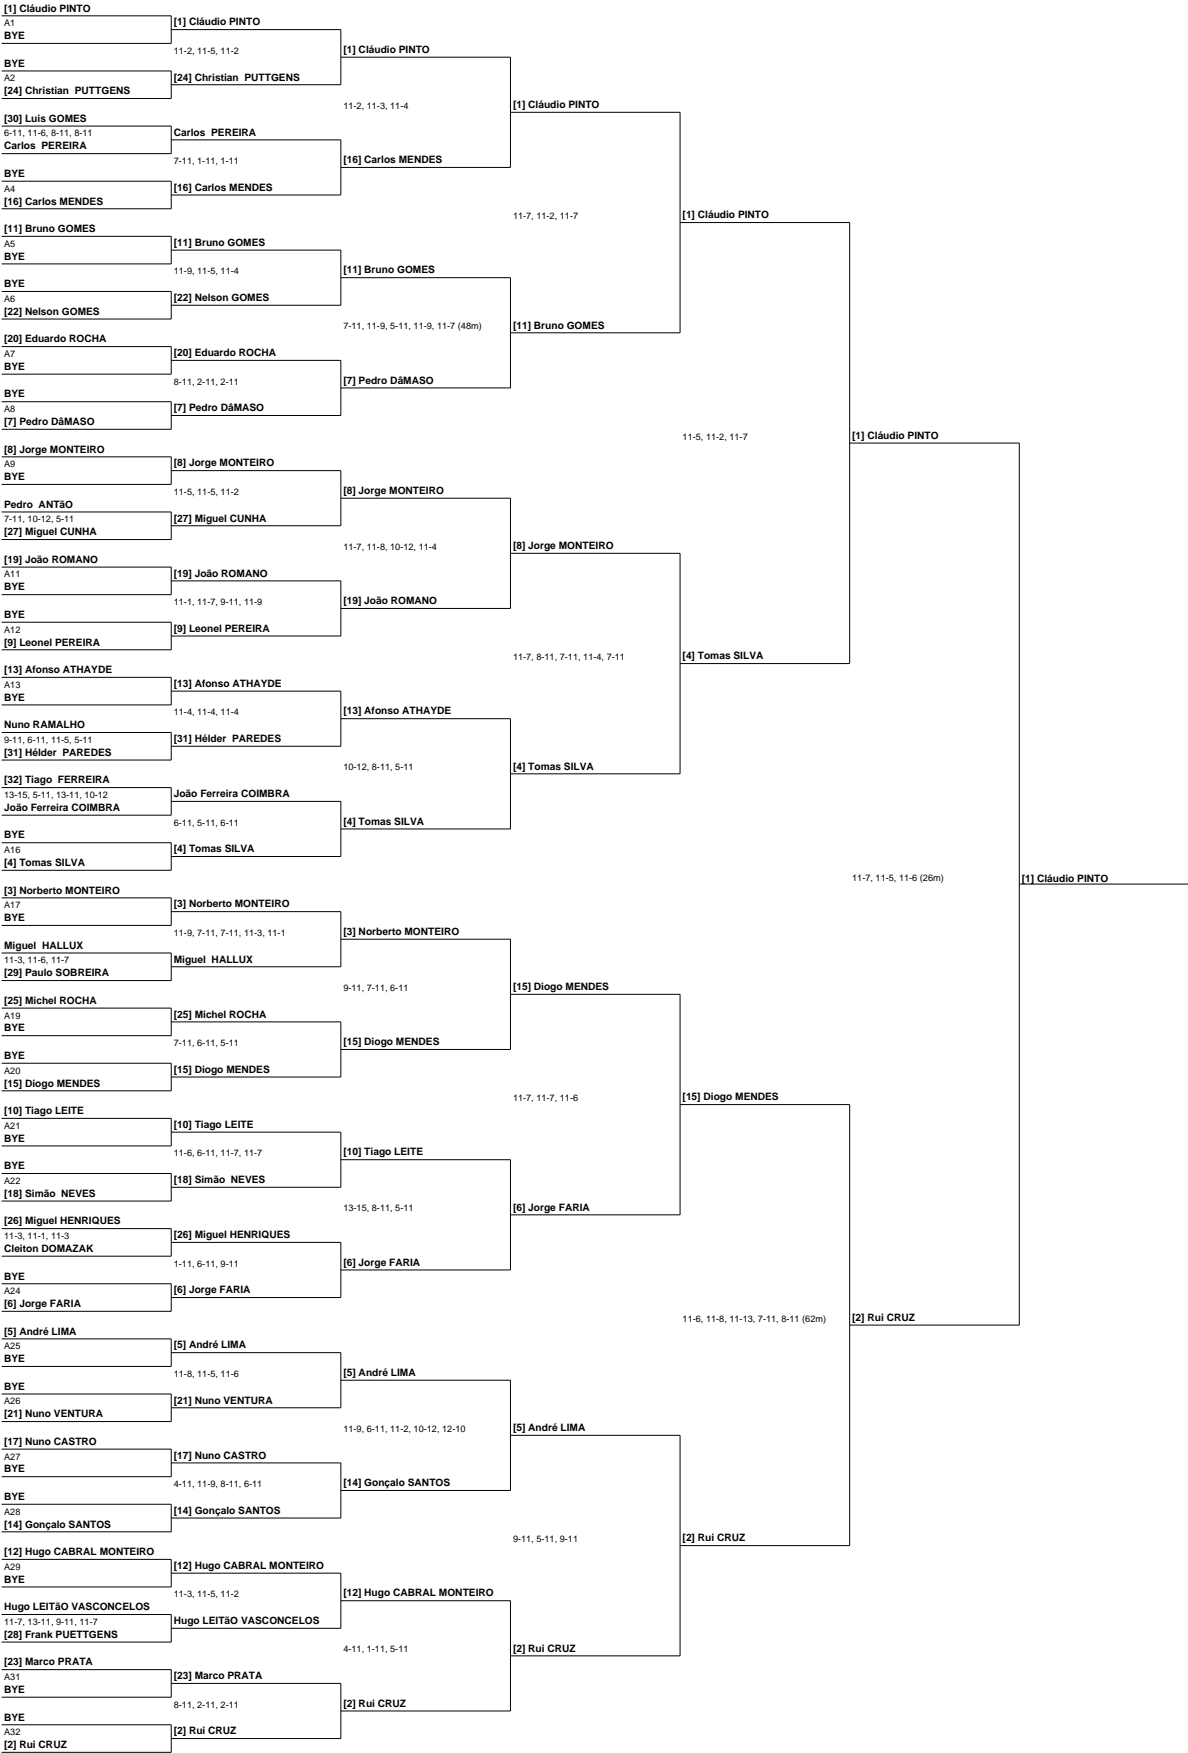 [1] Cláudio PINTO
A1
[1] Cláudio PINTO
BYE
11-2, 11-5, 11-2
[1] Cláudio PINTO
BYE
A2
[24] Christian  PUTTGENS
[24] Christian  PUTTGENS
11-2, 11-3, 11-4
[1] Cláudio PINTO
[30] Luis GOMES
6-11, 11-6, 8-11, 8-11
Carlos  PEREIRA
Carlos  PEREIRA
7-11, 1-11, 1-11
[16] Carlos MENDES
BYE
A4
[16] Carlos MENDES
[16] Carlos MENDES
11-7, 11-2, 11-7
[1] Cláudio PINTO
[11] Bruno GOMES
A5
[11] Bruno GOMES
BYE
11-9, 11-5, 11-4
[11] Bruno GOMES
BYE
A6
[22] Nelson GOMES
[22] Nelson GOMES
7-11, 11-9, 5-11, 11-9, 11-7 (48m)
[11] Bruno GOMES
[20] Eduardo ROCHA
A7
[20] Eduardo ROCHA
BYE
8-11, 2-11, 2-11
[7] Pedro DâMASO
BYE
A8
[7] Pedro DâMASO
[7] Pedro DâMASO
11-5, 11-2, 11-7
[1] Cláudio PINTO
[8] Jorge MONTEIRO
A9
[8] Jorge MONTEIRO
BYE
11-5, 11-5, 11-2
[8] Jorge MONTEIRO
Pedro  ANTãO
7-11, 10-12, 5-11
[27] Miguel CUNHA
[27] Miguel CUNHA
11-7, 11-8, 10-12, 11-4
[8] Jorge MONTEIRO
[19] João ROMANO
A11
[19] João ROMANO
BYE
11-1, 11-7, 9-11, 11-9
[19] João ROMANO
BYE
A12
[9] Leonel PEREIRA
[9] Leonel PEREIRA
11-7, 8-11, 7-11, 11-4, 7-11
[4] Tomas SILVA
[13] Afonso ATHAYDE
A13
[13] Afonso ATHAYDE
BYE
11-4, 11-4, 11-4
[13] Afonso ATHAYDE
Nuno RAMALHO
9-11, 6-11, 11-5, 5-11
[31] Hélder  PAREDES
[31] Hélder  PAREDES
10-12, 8-11, 5-11
[4] Tomas SILVA
[32] Tiago  FERREIRA
13-15, 5-11, 13-11, 10-12
João Ferreira COIMBRA
João Ferreira COIMBRA
6-11, 5-11, 6-11
[4] Tomas SILVA
BYE
A16
[4] Tomas SILVA
[4] Tomas SILVA
11-7, 11-5, 11-6 (26m)
[1] Cláudio PINTO
[3] Norberto MONTEIRO
A17
[3] Norberto MONTEIRO
BYE
11-9, 7-11, 7-11, 11-3, 11-1
[3] Norberto MONTEIRO
Miguel  HALLUX
11-3, 11-6, 11-7
Miguel  HALLUX
[29] Paulo SOBREIRA
9-11, 7-11, 6-11
[15] Diogo MENDES
[25] Michel ROCHA
A19
[25] Michel ROCHA
BYE
7-11, 6-11, 5-11
[15] Diogo MENDES
BYE
A20
[15] Diogo MENDES
[15] Diogo MENDES
11-7, 11-7, 11-6
[15] Diogo MENDES
[10] Tiago LEITE
A21
[10] Tiago LEITE
BYE
11-6, 6-11, 11-7, 11-7
[10] Tiago LEITE
BYE
A22
[18] Simão  NEVES
[18] Simão  NEVES
13-15, 8-11, 5-11
[6] Jorge FARIA
[26] Miguel HENRIQUES
11-3, 11-1, 11-3
[26] Miguel HENRIQUES
Cleiton DOMAZAK
1-11, 6-11, 9-11
[6] Jorge FARIA
BYE
A24
[6] Jorge FARIA
[6] Jorge FARIA
11-6, 11-8, 11-13, 7-11, 8-11 (62m)
[2] Rui CRUZ
[5] André LIMA
A25
[5] André LIMA
BYE
11-8, 11-5, 11-6
[5] André LIMA
BYE
A26
[21] Nuno VENTURA
[21] Nuno VENTURA
11-9, 6-11, 11-2, 10-12, 12-10
[5] André LIMA
[17] Nuno CASTRO
A27
[17] Nuno CASTRO
BYE
4-11, 11-9, 8-11, 6-11
[14] Gonçalo SANTOS
BYE
A28
[14] Gonçalo SANTOS
[14] Gonçalo SANTOS
9-11, 5-11, 9-11
[2] Rui CRUZ
[12] Hugo CABRAL MONTEIRO
A29
[12] Hugo CABRAL MONTEIRO
BYE
11-3, 11-5, 11-2
[12] Hugo CABRAL MONTEIRO
Hugo LEITãO VASCONCELOS
11-7, 13-11, 9-11, 11-7
Hugo LEITãO VASCONCELOS
[28] Frank PUETTGENS
4-11, 1-11, 5-11
[2] Rui CRUZ
[23] Marco PRATA
A31
[23] Marco PRATA
BYE
8-11, 2-11, 2-11
[2] Rui CRUZ
BYE
A32
[2] Rui CRUZ
[2] Rui CRUZ